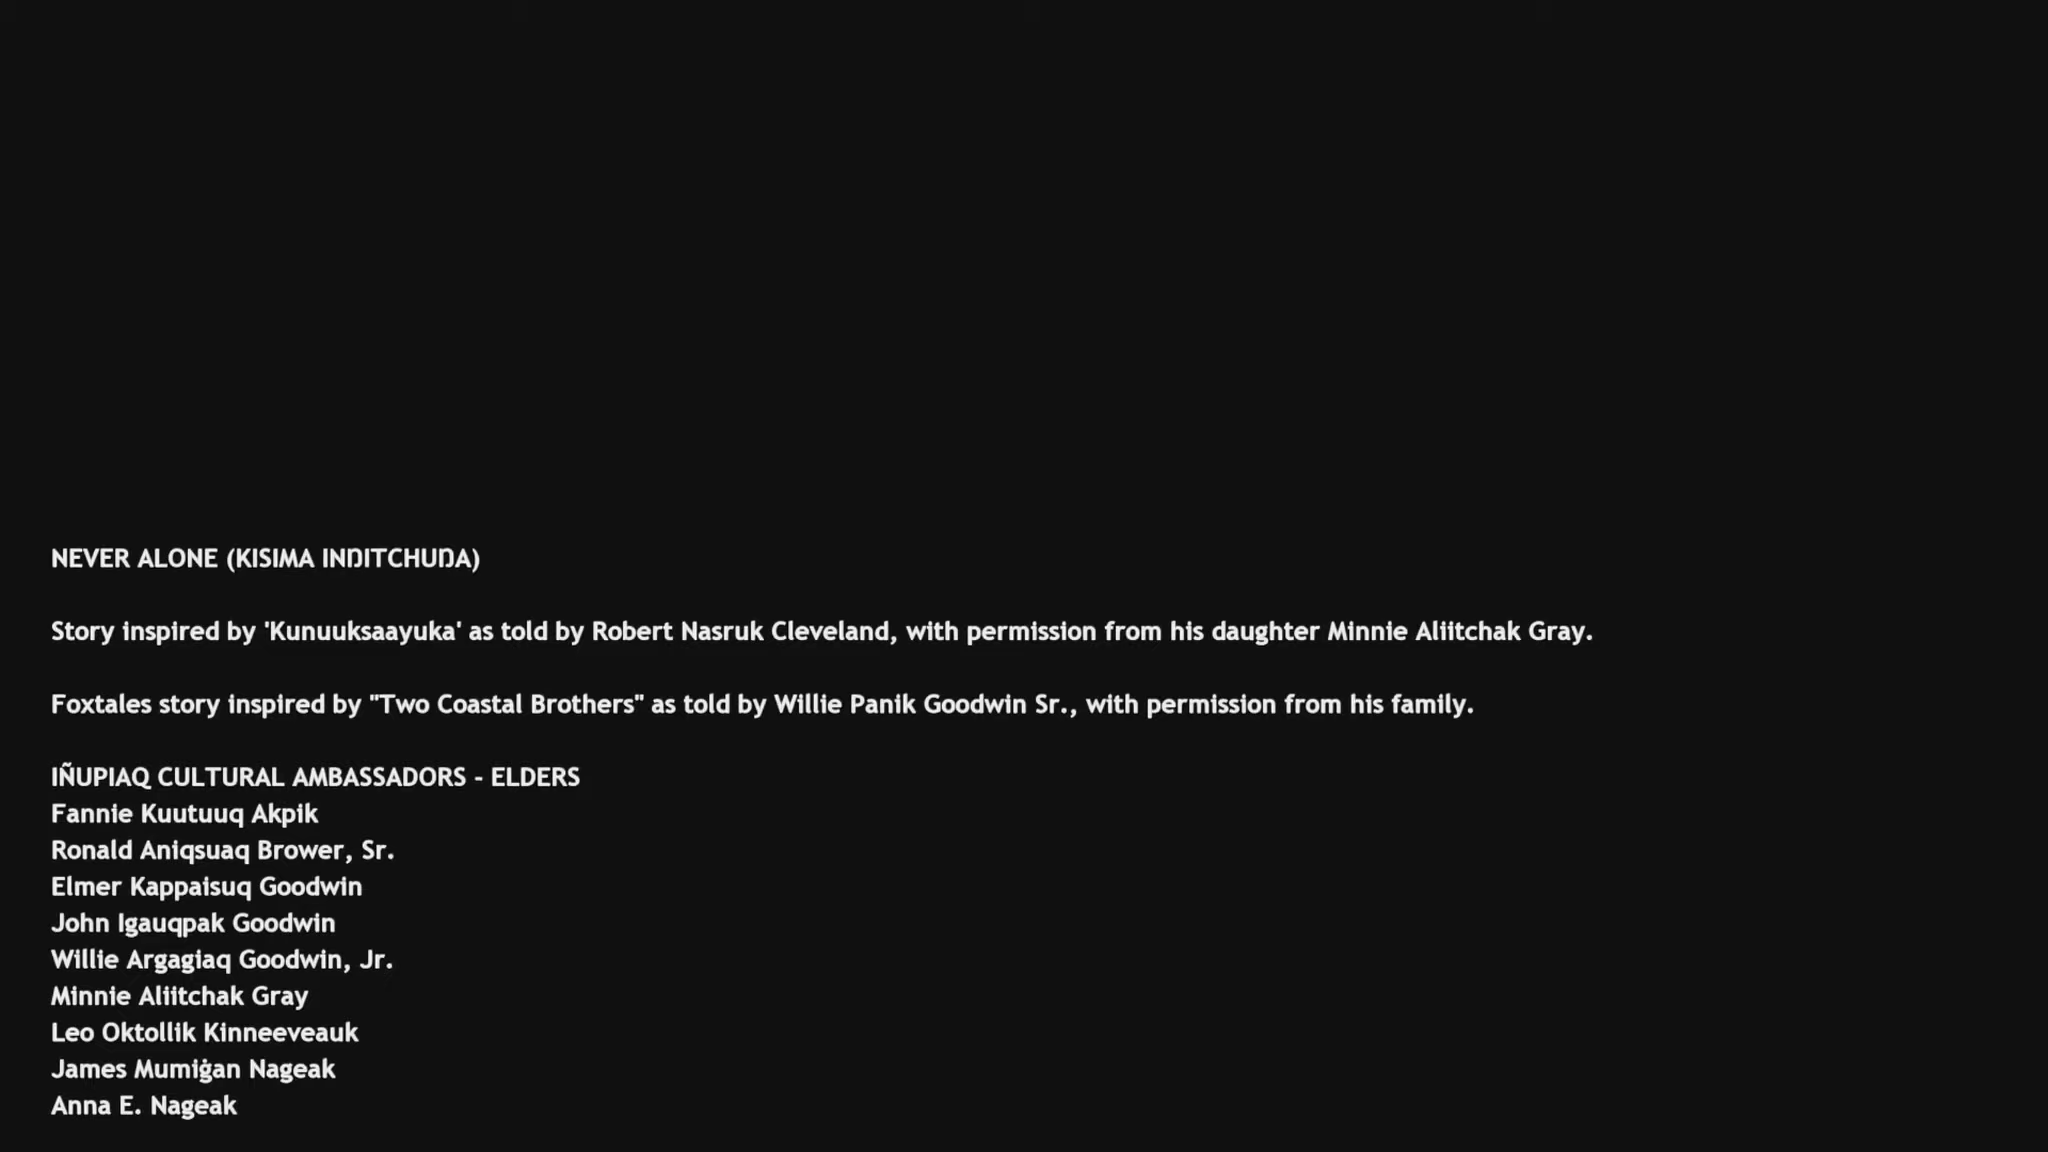 NEVER ALONE (KISIMA INŊITCHUŊA)
Story inspired by 'Kunuuksaayuka' as told by Robert Nasruk Cleveland, with permission from his daughter Minnie Aliitchak Gray.
Foxtales story inspired by "Two Coastal Brothers" as told by Willie Panik Goodwin Sr., with permission from his family.
IÑUPIAQ CULTURAL AMBASSADORS - ELDERS
Fannie Kuutuuq Akpik
Ronald Aniqsuaq Brower, Sr.
Elmer Kappaisuq Goodwin
John Igauqpak Goodwin
Willie Argagiaq Goodwin, Jr.
Minnie Aliitchak Gray
Leo Oktollik Kinneeveauk
James Mumiġan Nageak
Anna E. Nageak